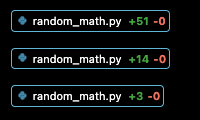 random_math.py +51 -0
random_math.py +14 -0
random_math.py +3 -0